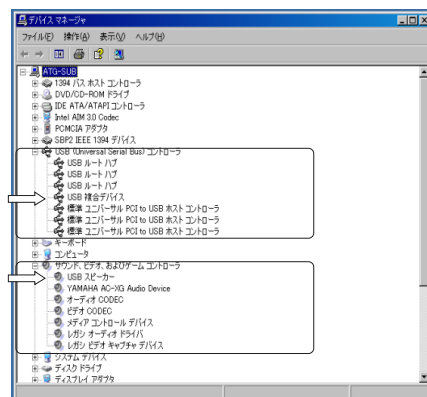 デバイス マネージャ
ファイル(F) 操作(A) 表示(V) ヘルプ(H)
ATG-SUB
1394 バス ホスト コントローラ
DVD/CD-ROM ドライブ
IDE ATA/ATAPI コントローラ
Intel AIM 3.0 Codec
PCMCIA アダプタ
SBP2 IEEE 1394 デバイス
USB (Universal Serial Bus) コントローラ
USB ルート ハブ
USB ルート ハブ
USB ルート ハブ
USB 複合デバイス
標準 ユニバーサル PCI to USB ホスト コントローラ
標準 ユニバーサル PCI to USB ホスト コントローラ
標準 ユニバーサル PCI to USB ホスト コントローラ
キーボード
コンピュータ
サウンド、ビデオ、およびゲーム コントローラ
USB スピーカー
YAMAHA AC-XG Audio Device
オーディオ CODEC
ビデオ CODEC
メディア コントロール デバイス
レガシ オーディオ ドライバ
レガシ ビデオ キャプチャ デバイス
システム デバイス
ディスク ドライブ
ディスプレイ アダプタ